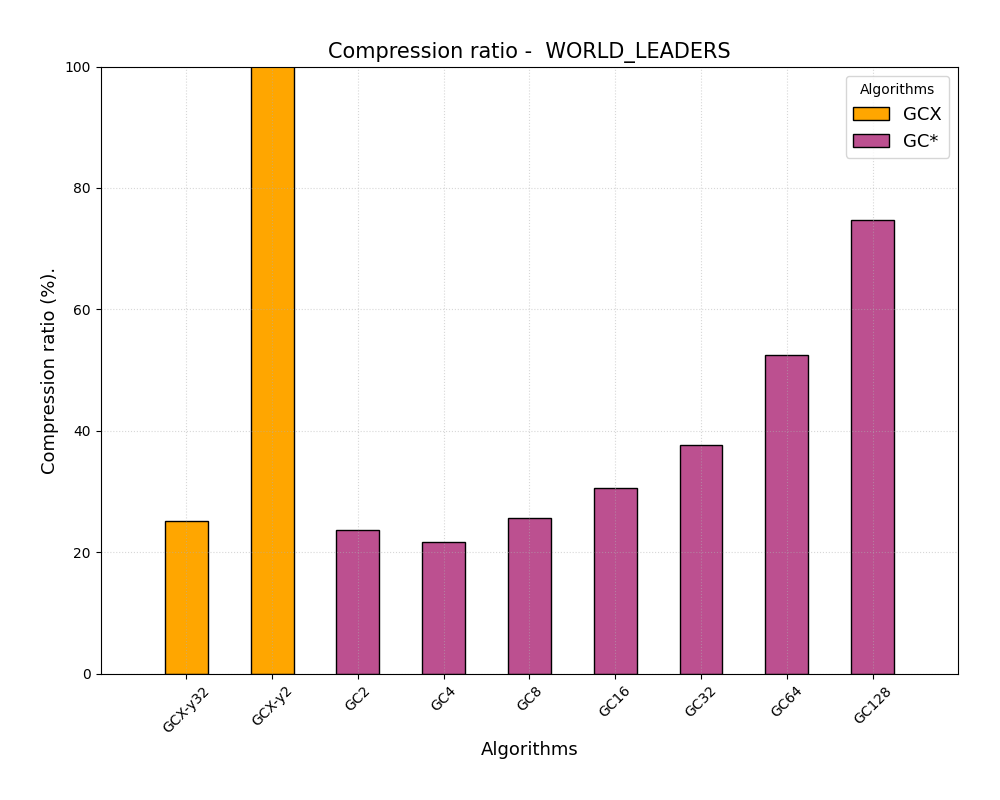 Compression ratio -  WORLD_LEADERS
Algorithms
GCX
GC*
Compression ratio (%).
100
80
60
40
20
0
GCX-y32
GCX-y2
GC2
GC4
GC8
GC16
GC32
GC64
GC128
Algorithms